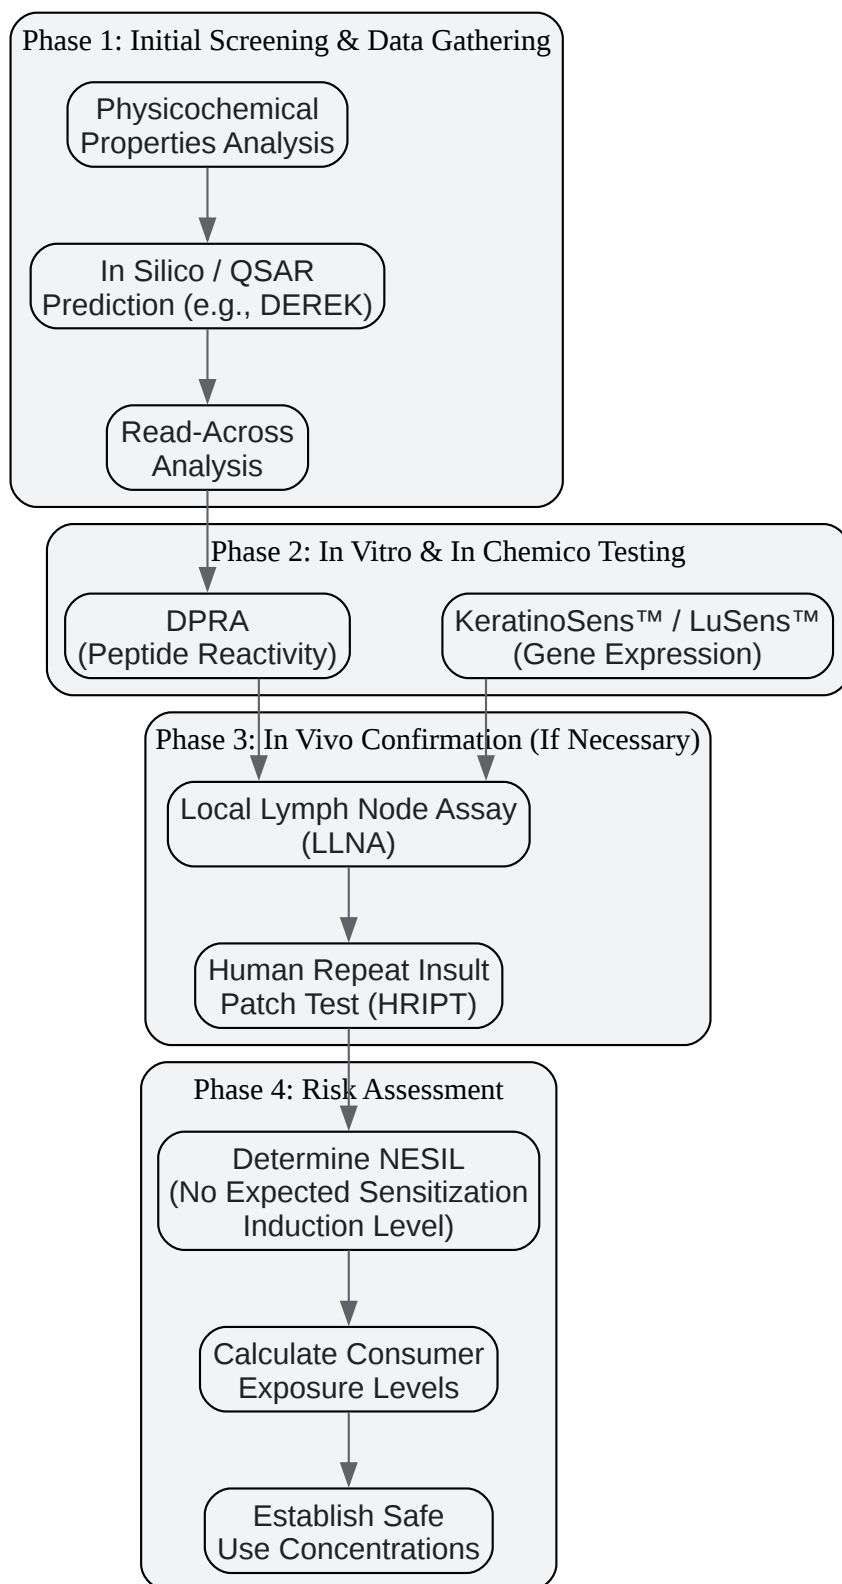 Phase 1: Initial Screening & Data Gathering
Physicochemical
Properties Analysis
In Silico / QSAR
Prediction (e.g., DEREK)
Read-Across
Analysis
Phase 2: In Vitro & In Chemico Testing
DPRA
(Peptide Reactivity)
KeratinoSens™ / LuSens™
(Gene Expression)
Phase 3: In Vivo Confirmation (If Necessary)
Local Lymph Node Assay
(LLNA)
Human Repeat Insult
Patch Test (HRIPT)
Phase 4: Risk Assessment
Determine NESIL
(No Expected Sensitization
Induction Level)
Calculate Consumer
Exposure Levels
Establish Safe
Use Concentrations